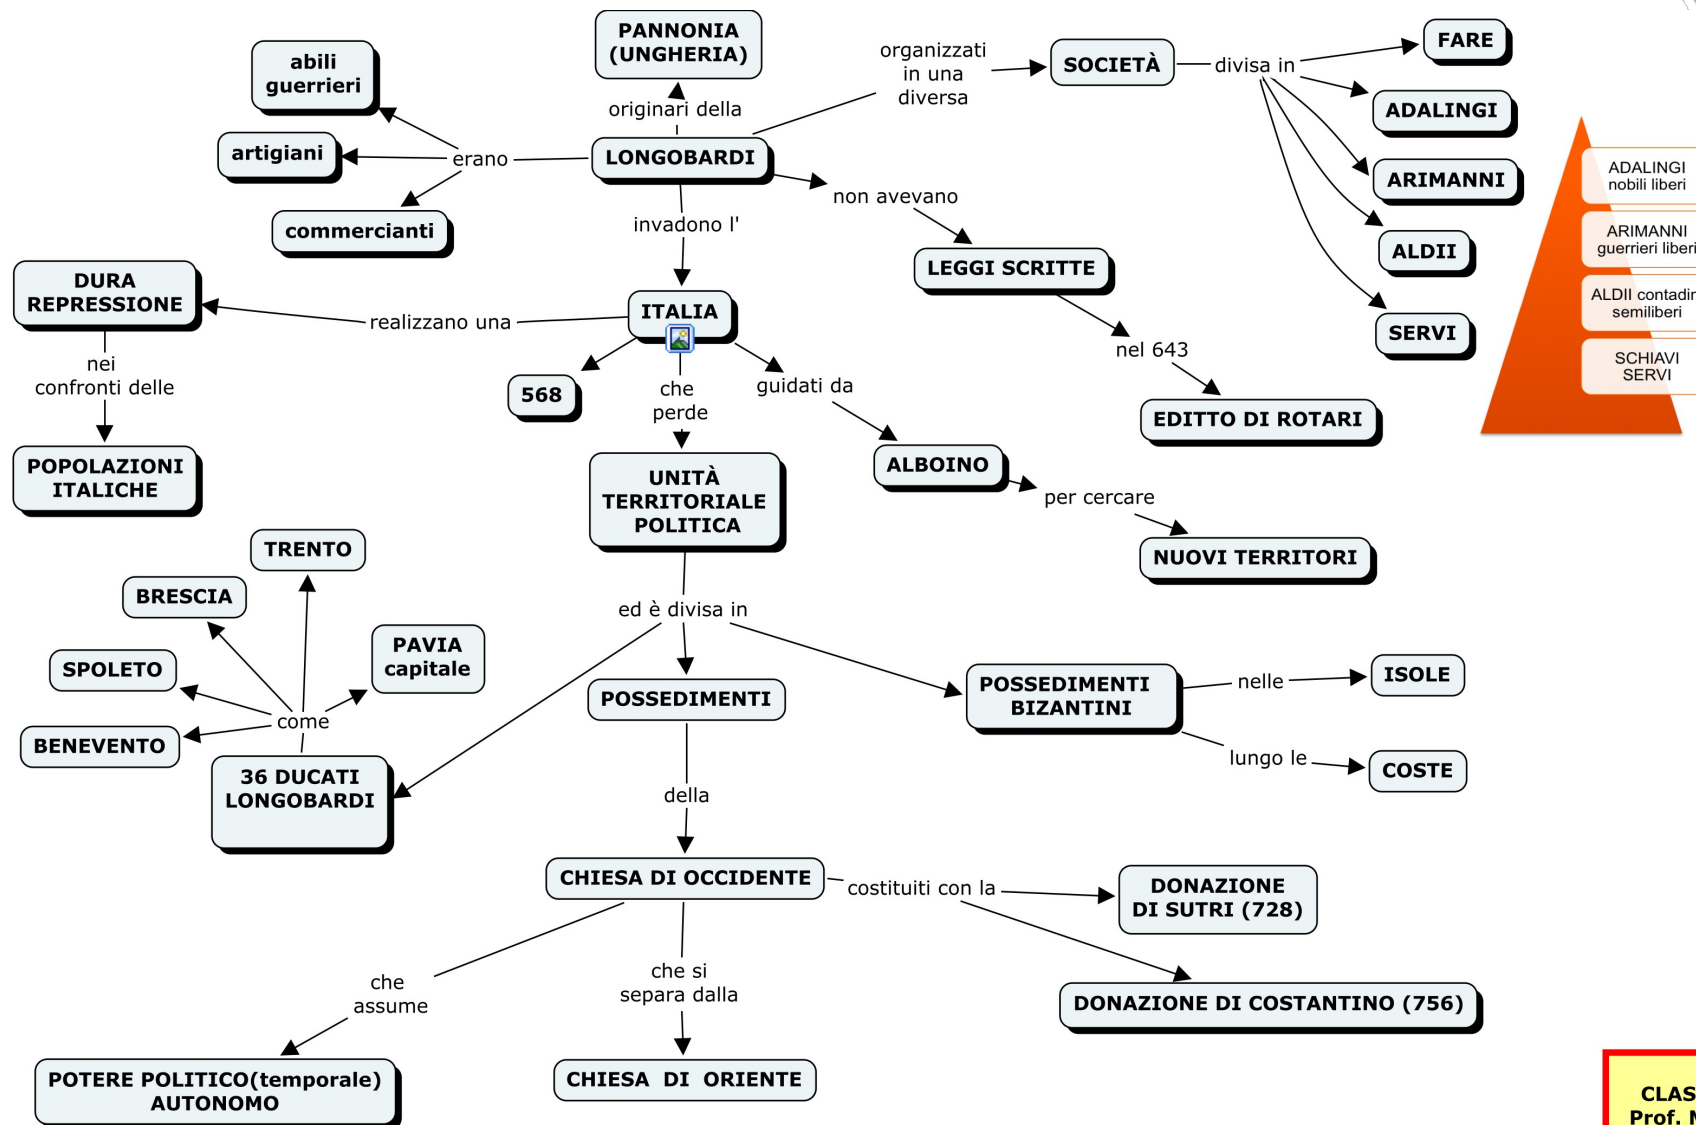 PANNONIA
(UNGHERIA)
originari della
LONGOBARDI
erano
abili
guerrieri
artigiani
commercianti
organizzati
in una
diversa
SOCIETÀ
divisa in
FARE
ADALINGI
ARIMANNI
ALDII
SERVI
ADALINGI
nobili liberi
ARIMANNI
guerrieri liberi
ALDII contadin
semiliberi
SCHIAVI
SERVI
non avevano
LEGGI SCRITTE
nel 643
EDITTO DI ROTARI
invadono l'
ITALIA
realizzano una
DURA
REPRESSIONE
nei
confronti delle
POPOLAZIONI
ITALICHE
568
che
perde
guidati da
ALBOINO
per cercare
NUOVI TERRITORI
UNITÀ
TERRITORIALE
POLITICA
ed è divisa in
36 DUCATI
LONGOBARDI
come
TRENTO
BRESCIA
SPOLETO
BENEVENTO
PAVIA
capitale
POSSEDIMENTI
della
POSSEDIMENTI
BIZANTINI
nelle
ISOLE
lungo le
COSTE
CHIESA DI OCCIDENTE
costituiti con la
DONAZIONE
DI SUTRI (728)
DONAZIONE DI COSTANTINO (756)
che
assume
POTERE POLITICO(temporale)
AUTONOMO
che si
separa dalla
CHIESA DI ORIENTE
CLAS
Prof.